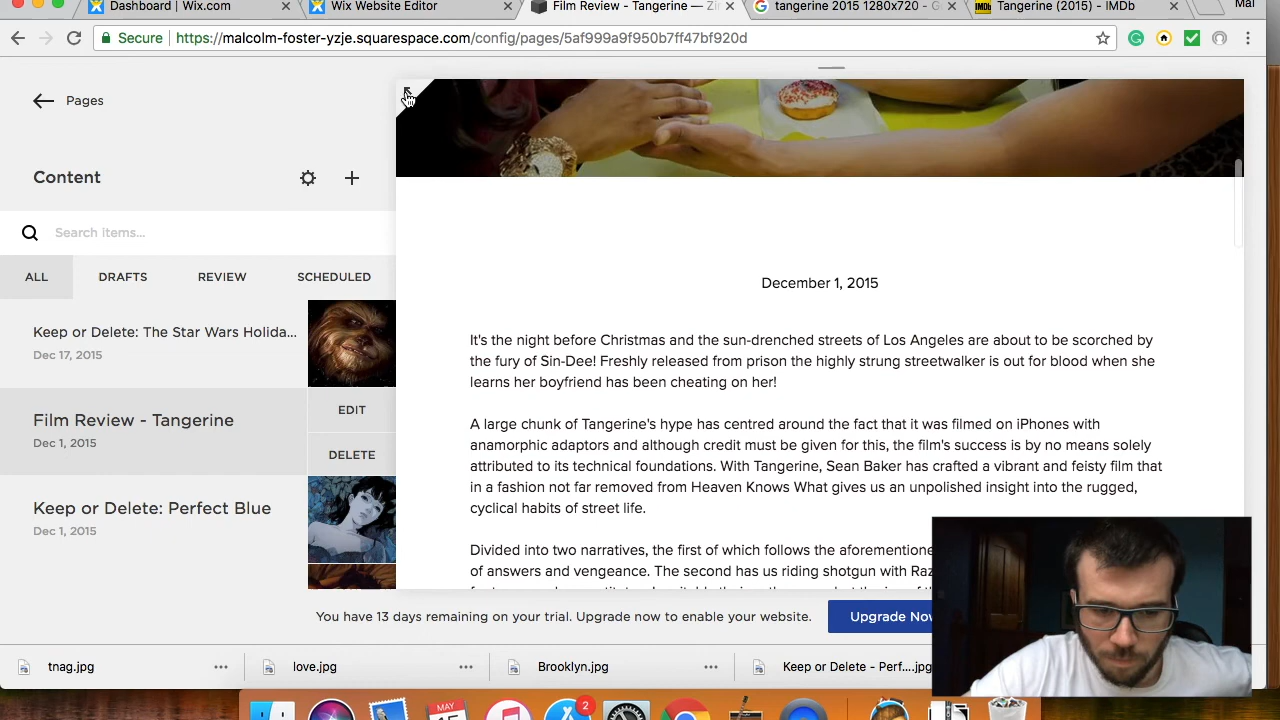 Dashboard | Wix.com
Wix Website Editor
Film Review - Tangerine — Zi
tangerine 2015 1280x720 - G
Tangerine (2015) - IMDb
Mal
Secure
https://malcolm-foster-yzje.squarespace.com/config/pages/5af999a9f950b7ff47bf920d
Pages
Content
Search items...
ALL
DRAFTS
REVIEW
SCHEDULED
Keep or Delete: The Star Wars Holida...
Dec 17, 2015
Film Review - Tangerine
Dec 1, 2015
EDIT
DELETE
Keep or Delete: Perfect Blue
Dec 1, 2015
December 1, 2015
It's the night before Christmas and the sun-drenched streets of Los Angeles are about to be scorched by
the fury of Sin-Dee! Freshly released from prison the highly strung streetwalker is out for blood when she
learns her boyfriend has been cheating on her!
A large chunk of Tangerine's hype has centred around the fact that it was filmed on iPhones with
anamorphic adaptors and although credit must be given for this, the film's success is by no means solely
attributed to its technical foundations. With Tangerine, Sean Baker has crafted a vibrant and feisty film that
in a fashion not far removed from Heaven Knows What gives us an unpolished insight into the rugged,
cyclical habits of street life.
Divided into two narratives, the first of which follows the aforementione
of answers and vengeance. The second has us riding shotgun with Raz
You have 13 days remaining on your trial. Upgrade now to enable your website.
Upgrade Now
tnag.jpg
love.jpg
Brooklyn.jpg
Keep or Delete - Perf....jpg
MAY
2